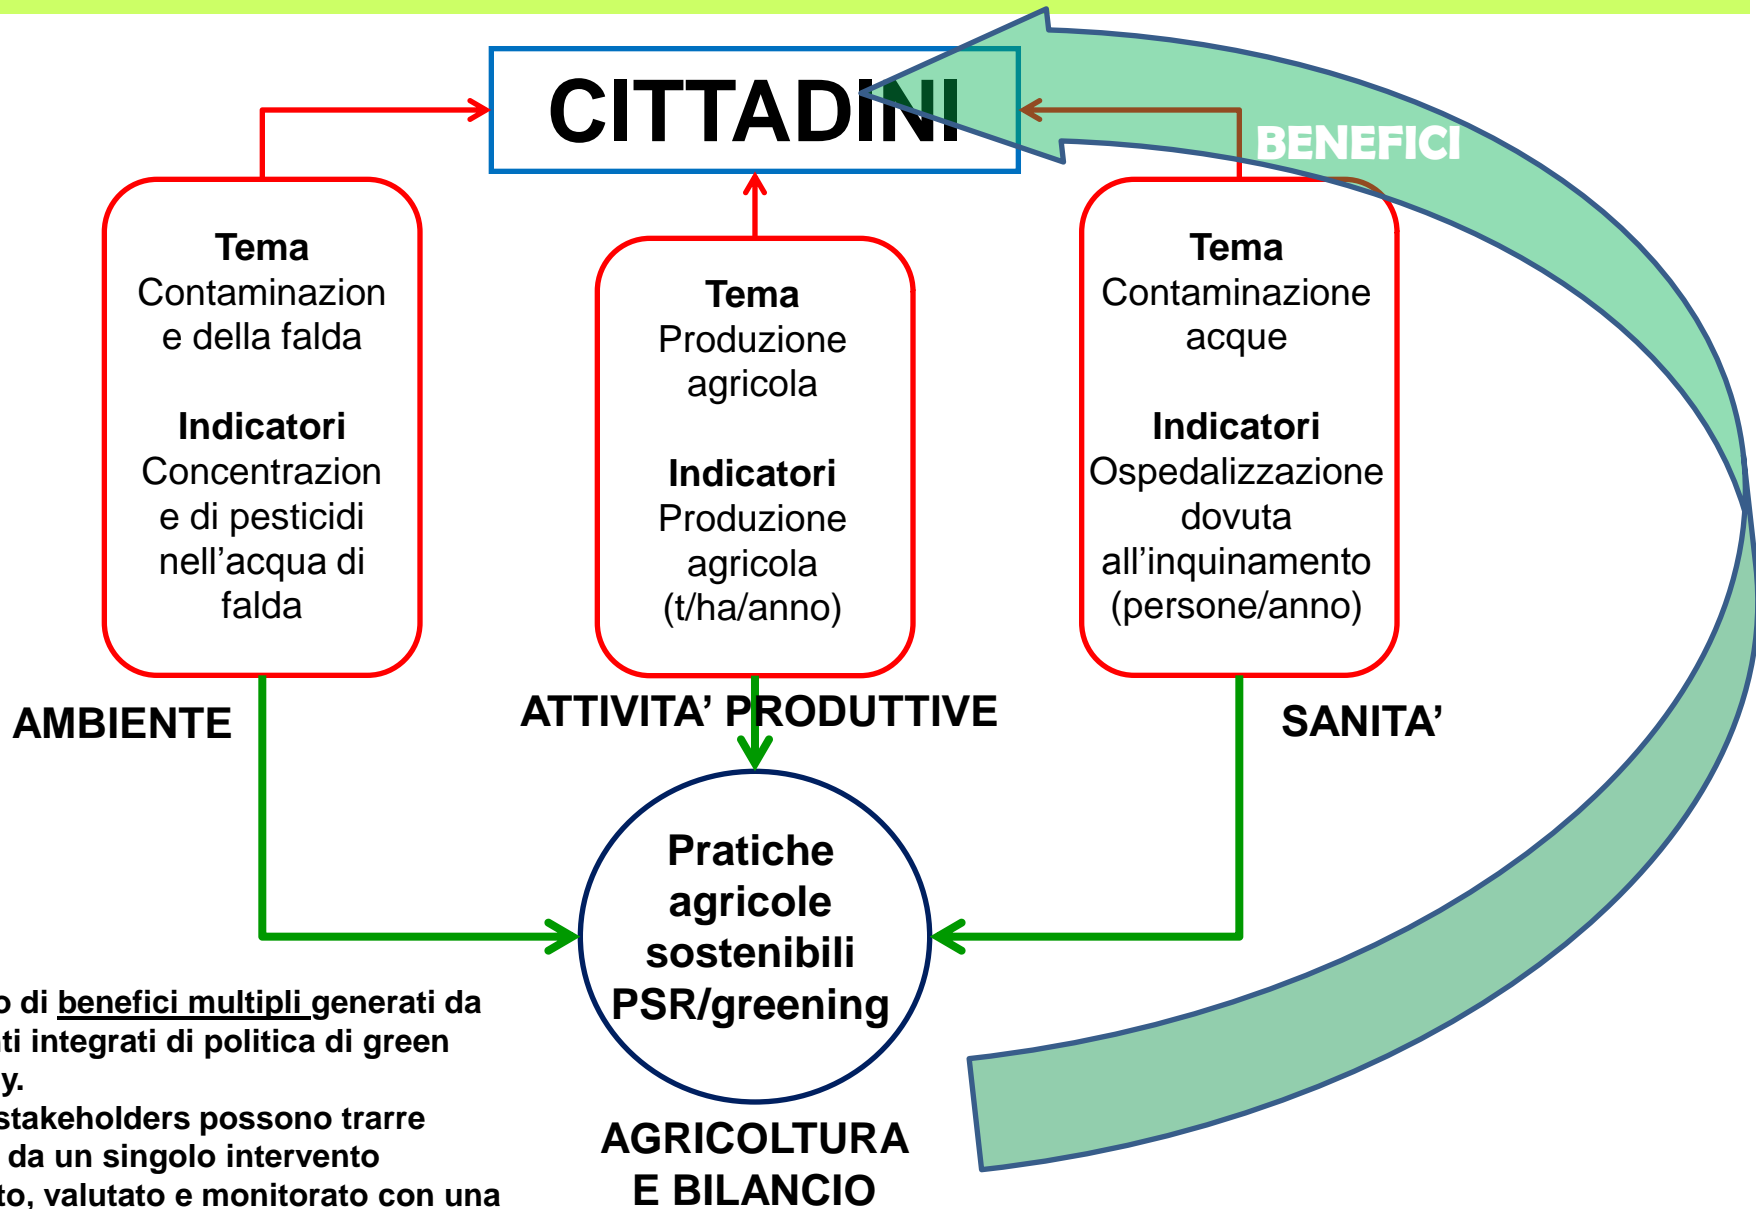 CITTADINI
BENEFICI
Tema
Contaminazion
e della falda
Indicatori
Concentrazion
e di pesticidi
nell’acqua di
falda
Tema
Produzione
agricola
Indicatori
Produzione
agricola
(t/ha/anno)
Tema
Contaminazione
acque
Indicatori
Ospedalizzazione
dovuta
all’inquinamento
(persone/anno)
AMBIENTE
ATTIVITA’ PRODUTTIVE
SANITA’
Pratiche
agricole
sostenibili
PSR/greening
o di benefici multipli generati da
ti integrati di politica di green
y.
stakeholders possono trarre
da un singolo intervento
to, valutato e monitorato con una
AGRICOLTURA
E BILANCIO